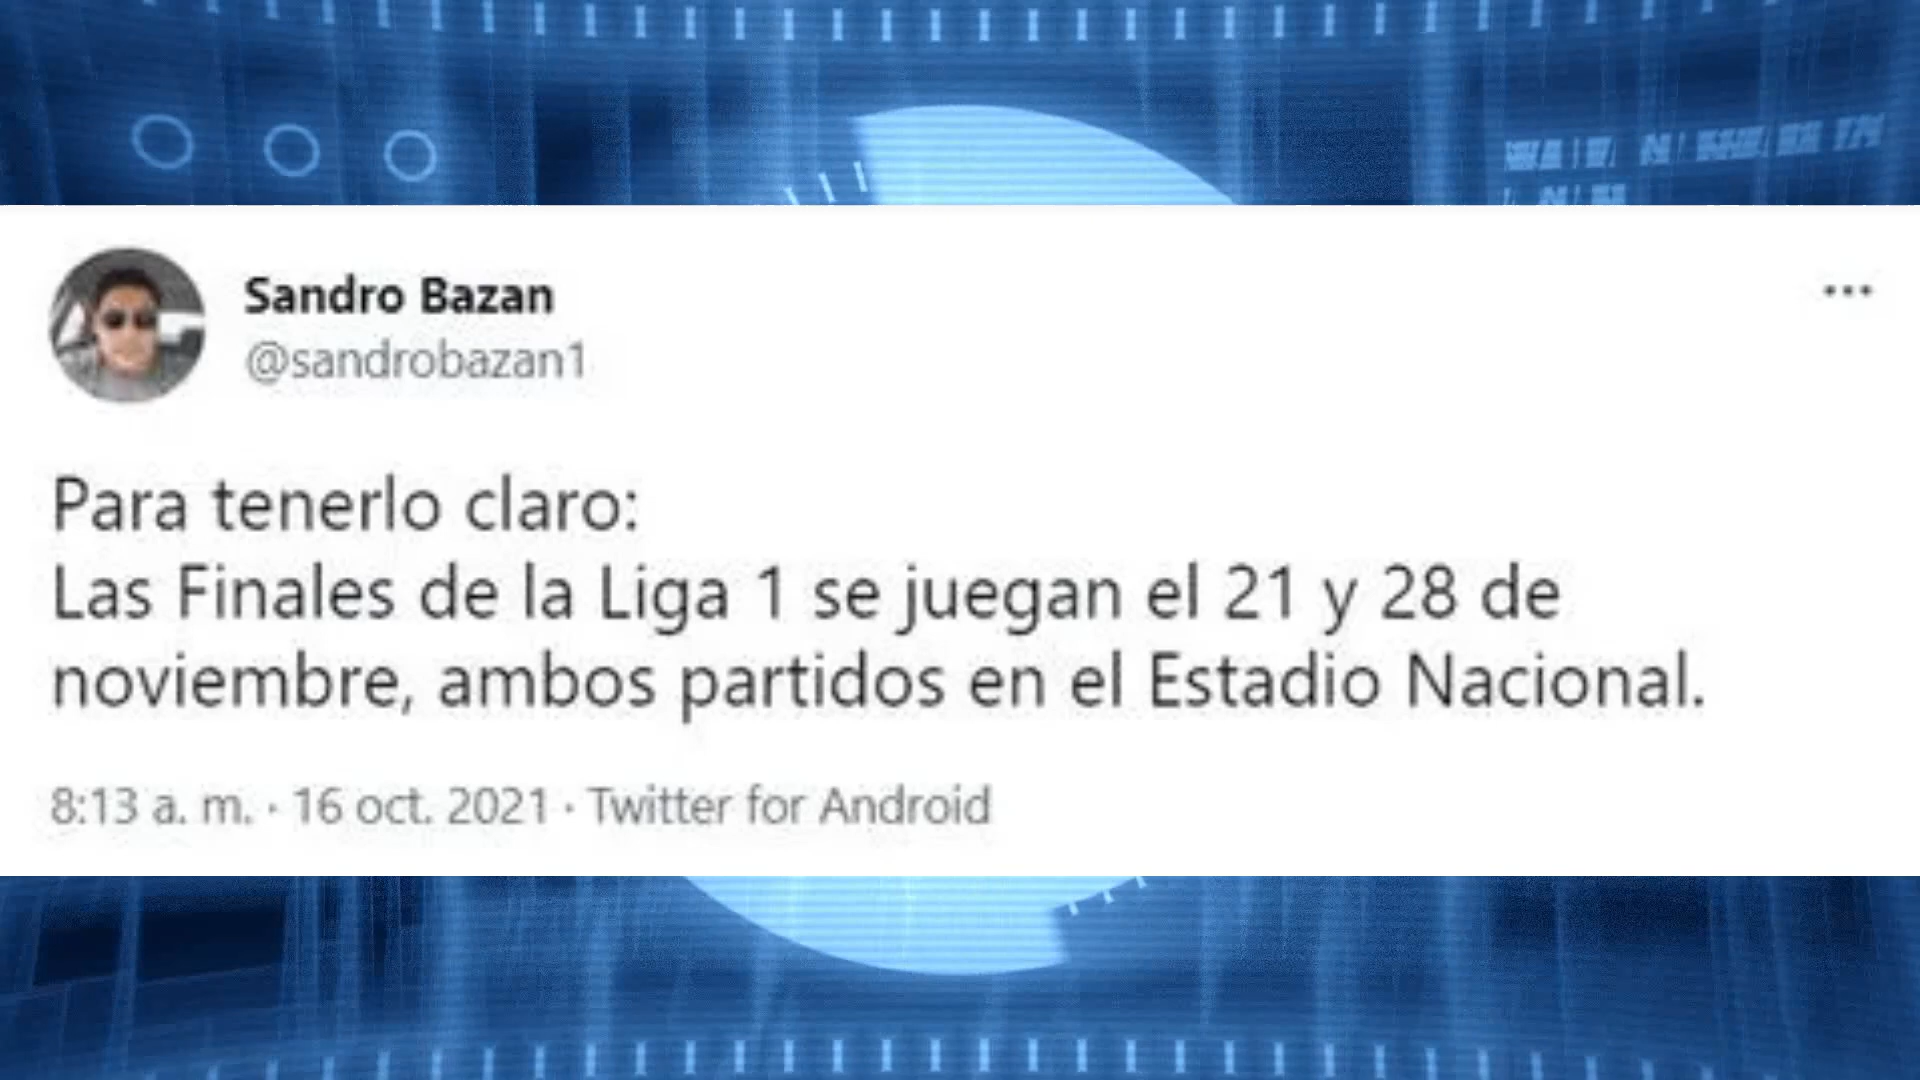 Sandro Bazan
@sandrobazan1
Para tenerlo claro:
Las Finales de la Liga 1 se juegan el 21 y 28 de
noviembre, ambos partidos en el Estadio Nacional.
8:13 a. m. · 16 oct. 2021 · Twitter for Android